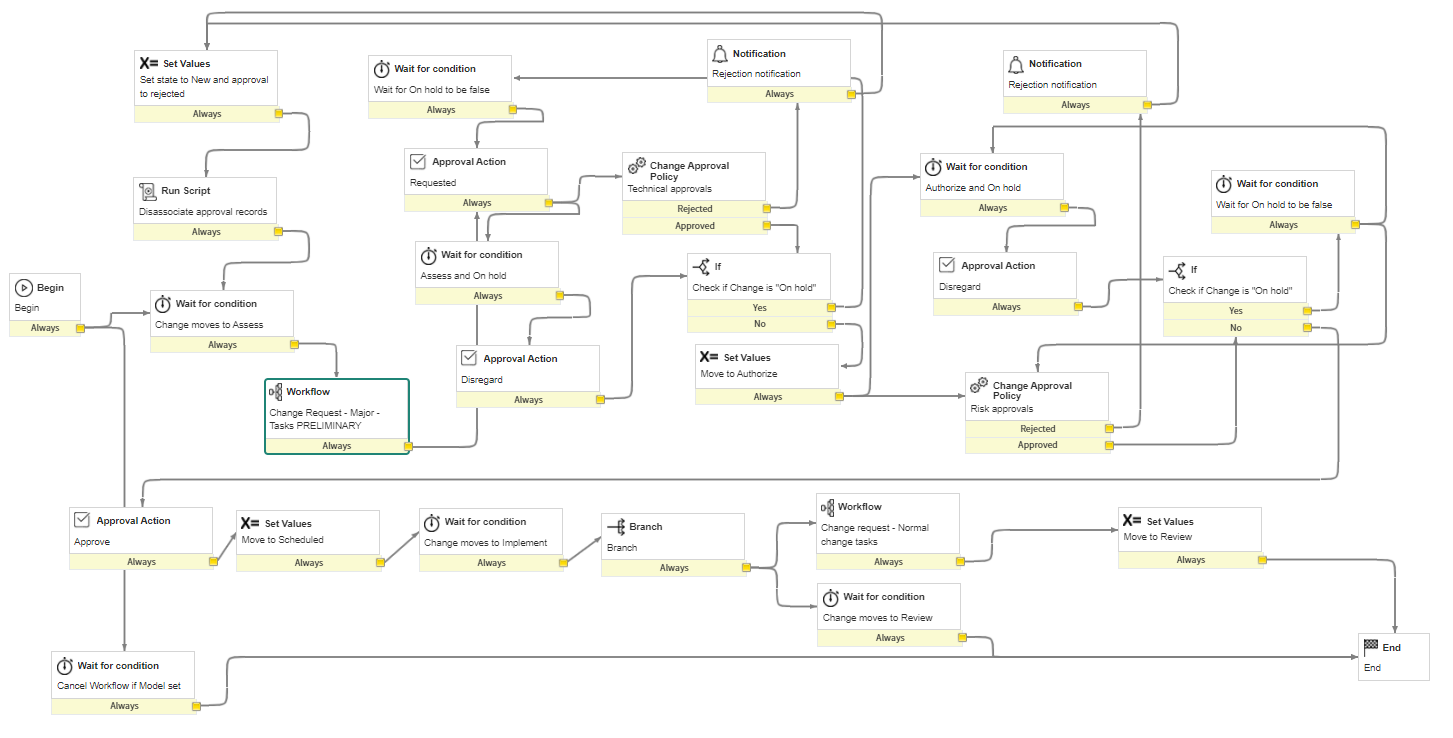 X= Set Values
Set state to New and approval
to rejected
Always
Wait for condition
Wait for On hold to be false
Always
Notification
Rejection notification
Always
Notification
Rejection notification
Always
Run Script
Disassociate approval records
Always
Approval Action
Requested
Always
Change Approval
Policy
Technical approvals
Rejected
Approved
Wait for condition
Authorize and On hold
Always
Wait for condition
Wait for On hold to be false
Always
Begin
Begin
Always
Wait for condition
Change moves to Assess
Always
Wait for condition
Assess and On hold
Always
If
Check if Change is "On hold"
Yes
No
Approval Action
Disregard
Always
If
Check if Change is "On hold"
Yes
No
Workflow
Change Request - Major -
Tasks PRELIMINARY
Always
Approval Action
Disregard
Always
X= Set Values
Move to Authorize
Always
Change Approval
Policy
Risk approvals
Rejected
Approved
Approval Action
Approve
Always
X= Set Values
Move to Scheduled
Always
Wait for condition
Change moves to Implement
Always
Branch
Branch
Always
Workflow
Change request - Normal
change tasks
Always
X= Set Values
Move to Review
Always
Wait for condition
Change moves to Review
Always
Wait for condition
Cancel Workflow if Model set
Always
End
End